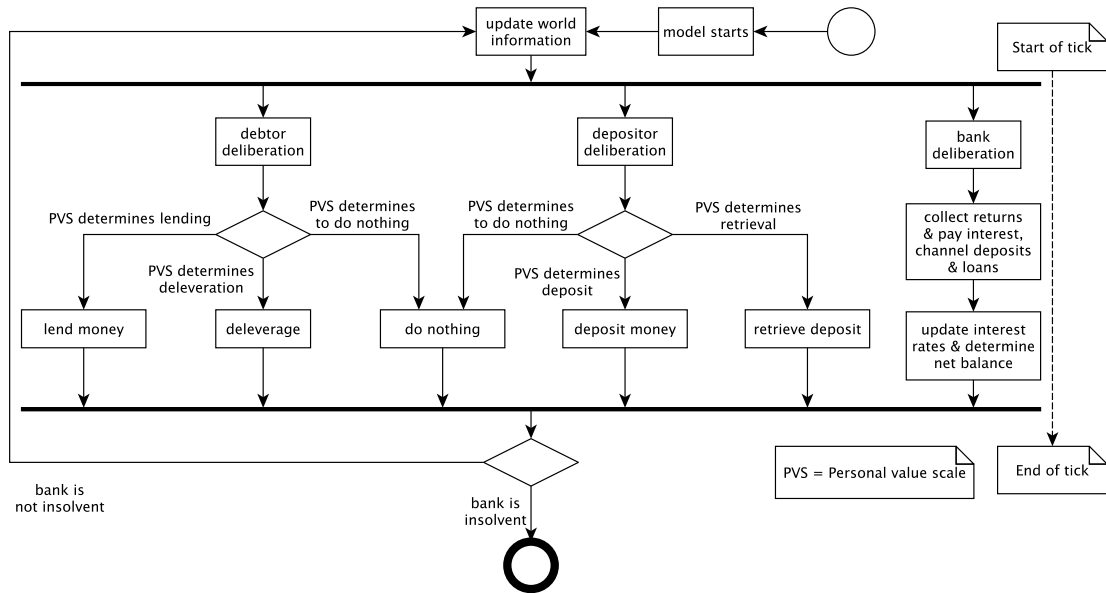 update world
information
model starts
Start of tick
debtor
deliberation
depositor
deliberation
bank
deliberation
PVS determines lending
PVS determines
to do nothing
PVS determines
to do nothing
PVS determines
retrieval
collect returns
& pay interest,
channel deposits
& loans
PVS determines
deleveration
PVS determines
deposit
lend money
deleverage
do nothing
deposit money
retrieve deposit
update interest
rates & determine
net balance
PVS = Personal value scale
End of tick
bank is
not insolvent
bank is
insolvent